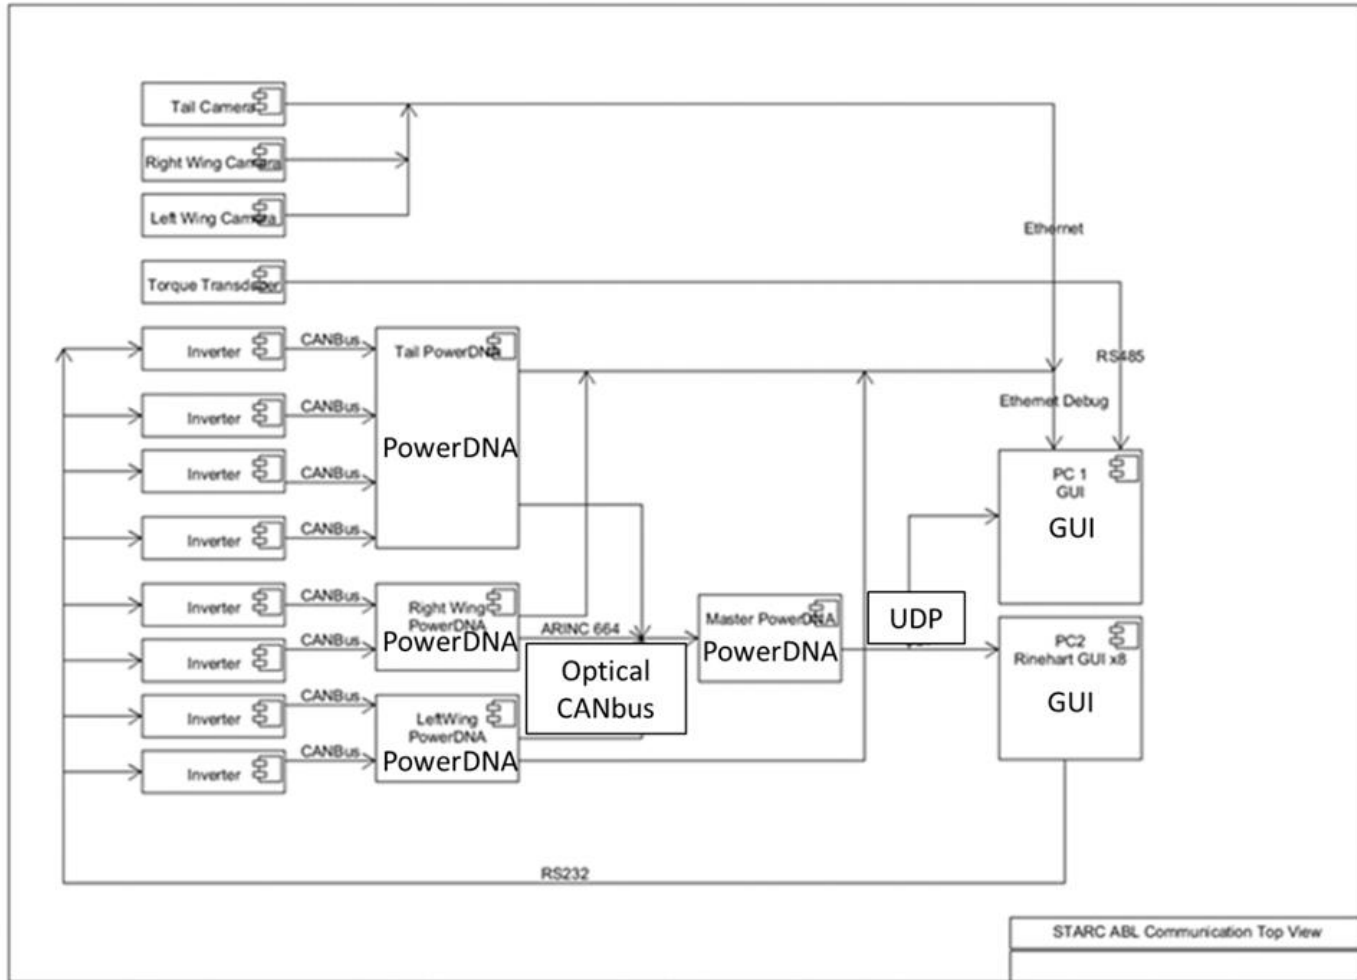 Tail Camera
Right Wing Camera
Left Wing Camera
Ethernet
Torque Transducer
RS485
Inverter
CANBus
Tail PowerDNA
Inverter
CANBus
Ethernet Debug
PowerDNA
Inverter
CANBus
PC 1
GUI
GUI
Inverter
CANBus
Inverter
CANBus
Right Wing
PowerDNA
PowerDNA
ARINC 664
Master PowerDNA
PowerDNA
UDP
Inverter
CANBus
PC2
Rinehart GUI x8
GUI
Optical
CANbus
Inverter
CANBus
LeftWing
PowerDNA
PowerDNA
Inverter
CANBus
RS232
STARC ABL Communication Top View